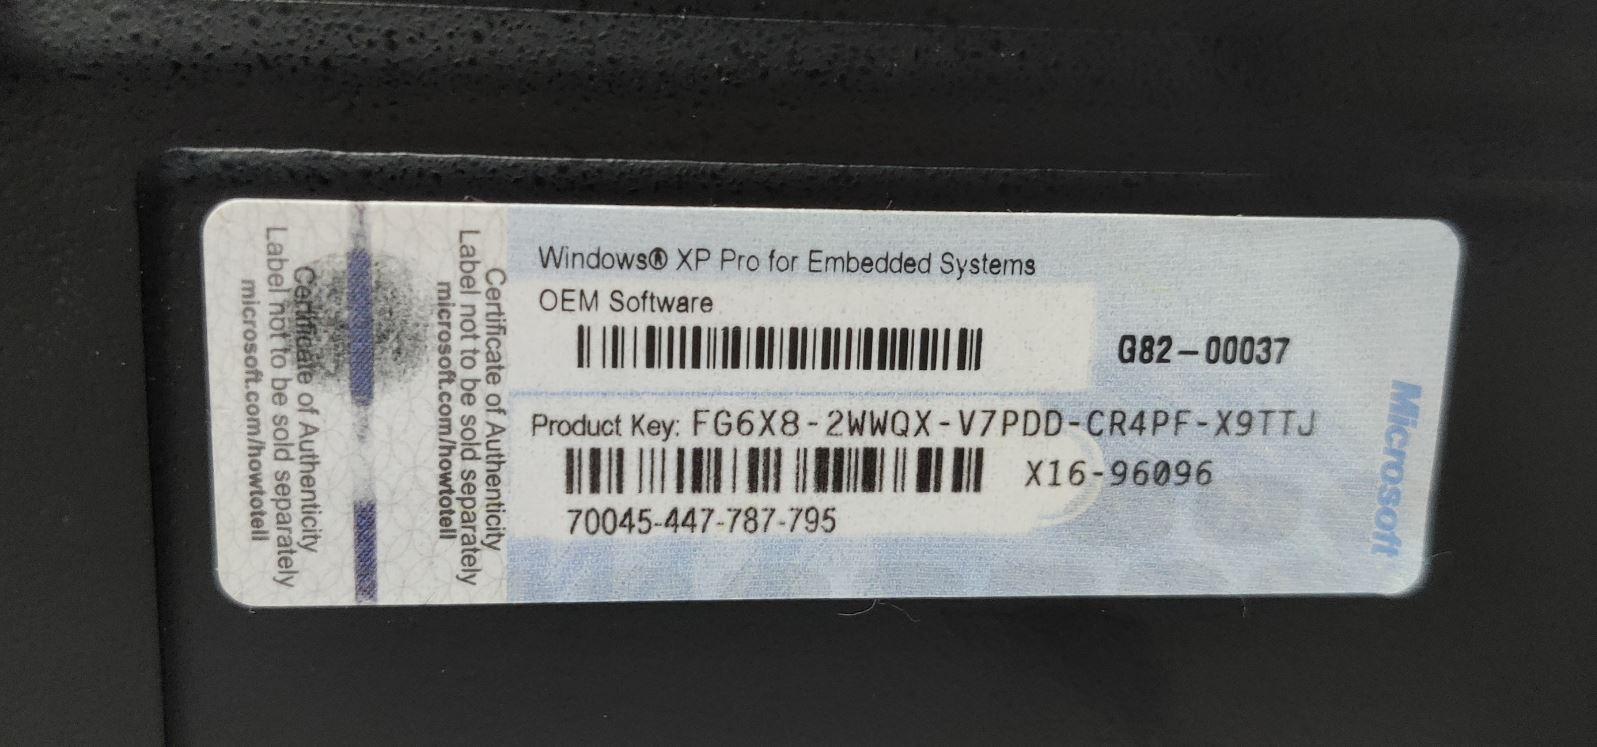 Windows® XP Pro for Embedded Systems
OEM Software
G82-00037
Product Key: FG6X8-2WWQX-V7PDD-CR4PF-X9TTJ
X16-96096
70045-447-787-795
Microsoft
Certificate of Authenticity
Label not to be sold separately
microsoft.com/howtotell
Certificate of Authenticity
Label not to be sold separately
microsoft.com/howtotell